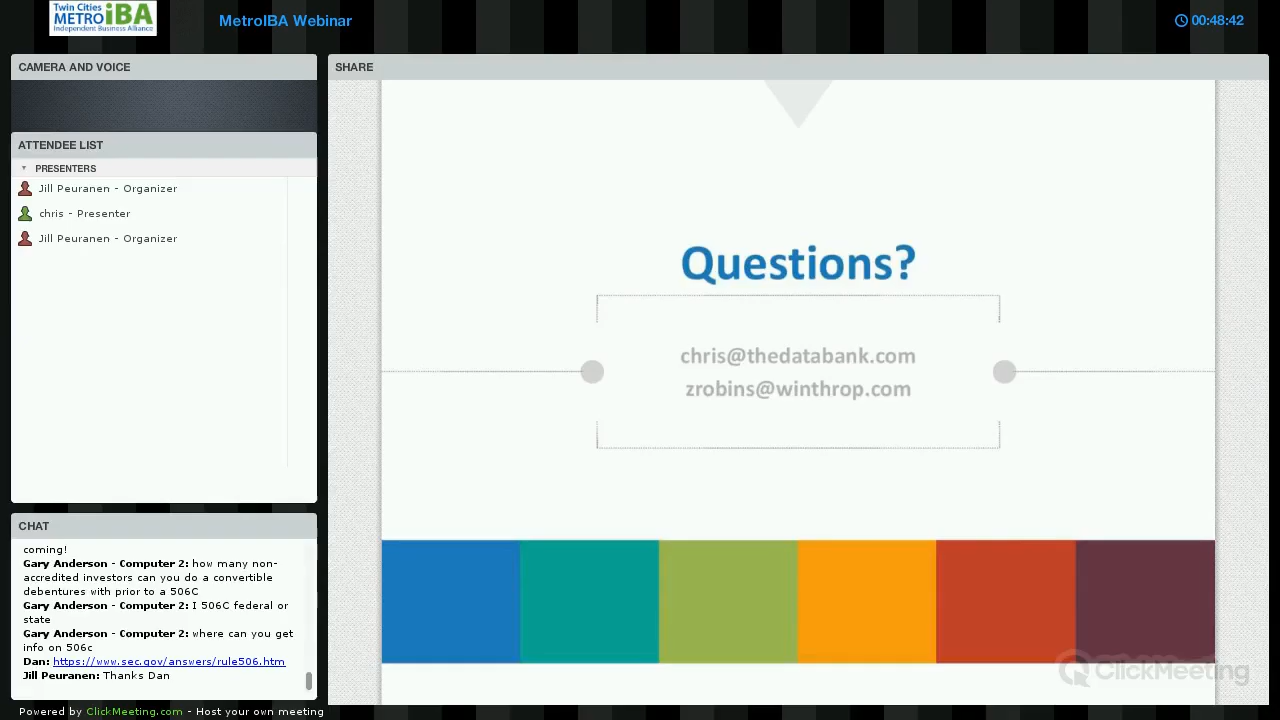 Twin Cities
METRO IBA
Independent Business Alliance
MetroIBA Webinar
00:48:42
CAMERA AND VOICE
ATTENDEE LIST
PRESENTERS
Jill Peuranen - Organizer
chris - Presenter
Jill Peuranen - Organizer
CHAT
coming!
Gary Anderson - Computer 2: how many non-
accredited investors can you do a convertible
debentures with prior to a 506C
Gary Anderson - Computer 2: I 506C federal or
state
Gary Anderson - Computer 2: where can you get
info on 506c
Dan: https://www.sec.gov/answers/rule506.htm
Jill Peuranen: Thanks Dan
Powered by ClickMeeting.com - Host your own meeting
SHARE
Questions?
chris@thedatabank.com
zrobins@winthrop.com
ClickMeeting